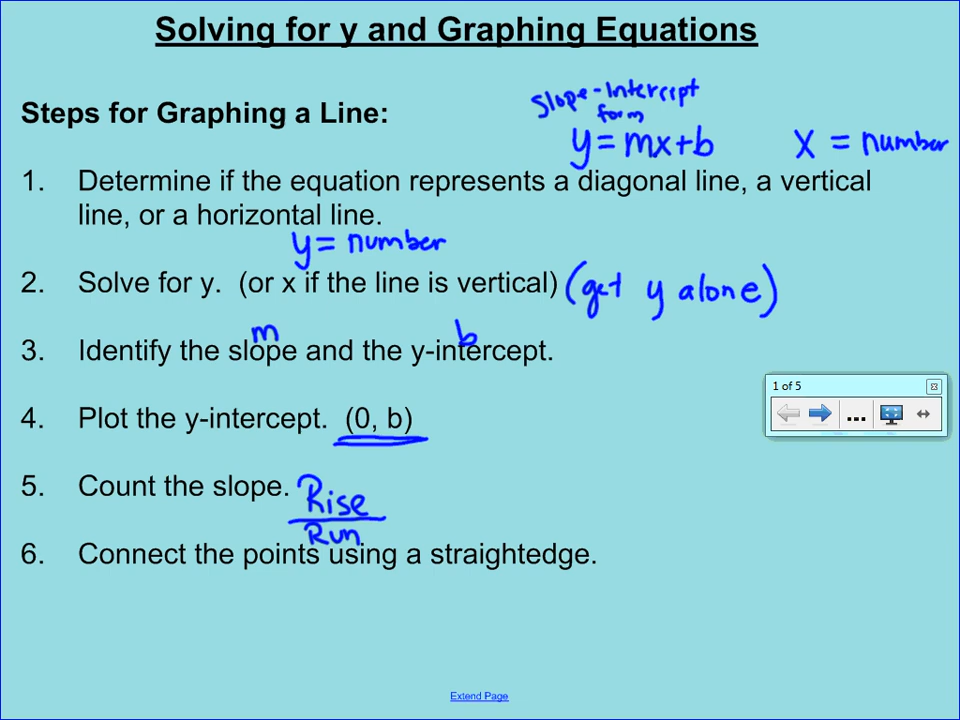 Solving for y and Graphing Equations
Slope-Intercept
form
Steps for Graphing a Line:
y = mx+b
x = number
1. Determine if the equation represents a diagonal line, a vertical
line, or a horizontal line.
y = number
2. Solve for y. (or x if the line is vertical) (get y alone)
m b
3. Identify the slope and the y-intercept.
1 of 5
...
4. Plot the y-intercept. (0, b)
5. Count the slope.
Rise
Run
6. Connect the points using a straightedge.
Extend Page